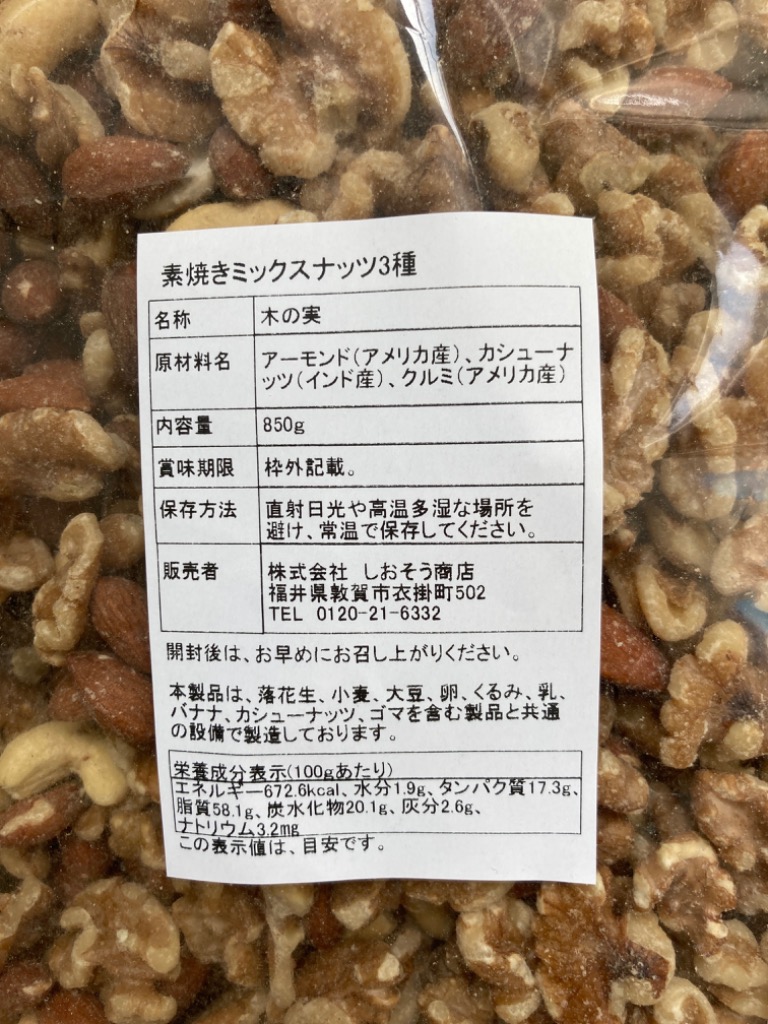 素焼きミックスナッツ3種
名称 木の実
原材料名 アーモンド(アメリカ産)、カシューナ
ッツ(インド産)、クルミ(アメリカ産)
内容量 850g
賞味期限 枠外記載。
保存方法 直射日光や高温多湿な場所を
避け、常温で保存してください。
販売者 株式会社 しおそう商店
福井県敦賀市衣掛町502
TEL 0120-21-6332
開封後は、お早めにお召し上がりください。
本製品は、落花生、小麦、大豆、卵、くるみ、乳、
バナナ、カシューナッツ、ゴマを含む製品と共通
の設備で製造しております。
栄養成分表示(100gあたり)
エネルギー672.6kcal、水分1.9g、タンパク質17.3g、
脂質58.1g、炭水化物20.1g、灰分2.6g、
ナトリウム3.2mg
この表示値は、目安です。